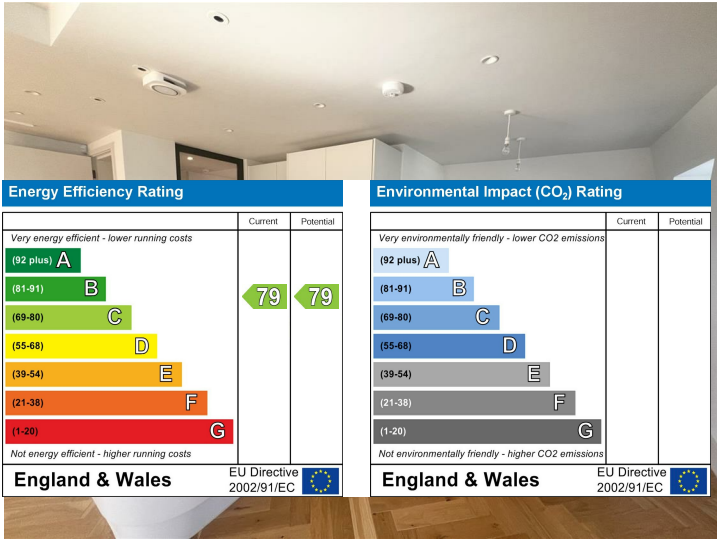 Energy Efficiency Rating
Current Potential
Very energy efficient - lower running costs
(92 plus) A
(81-91) B
79 79
(69-80) C
(55-68) D
(39-54) E
(21-38) F
(1-20) G
Not energy efficient - higher running costs
England & Wales
EU Directive
2002/91/EC
Environmental Impact (CO₂) Rating
Current Potential
Very environmentally friendly - lower CO2 emissions
(92 plus) A
(81-91) B
(69-80) C
(55-68) D
(39-54) E
(21-38) F
(1-20) G
Not environmentally friendly - higher CO2 emissions
England & Wales
EU Directive
2002/91/EC